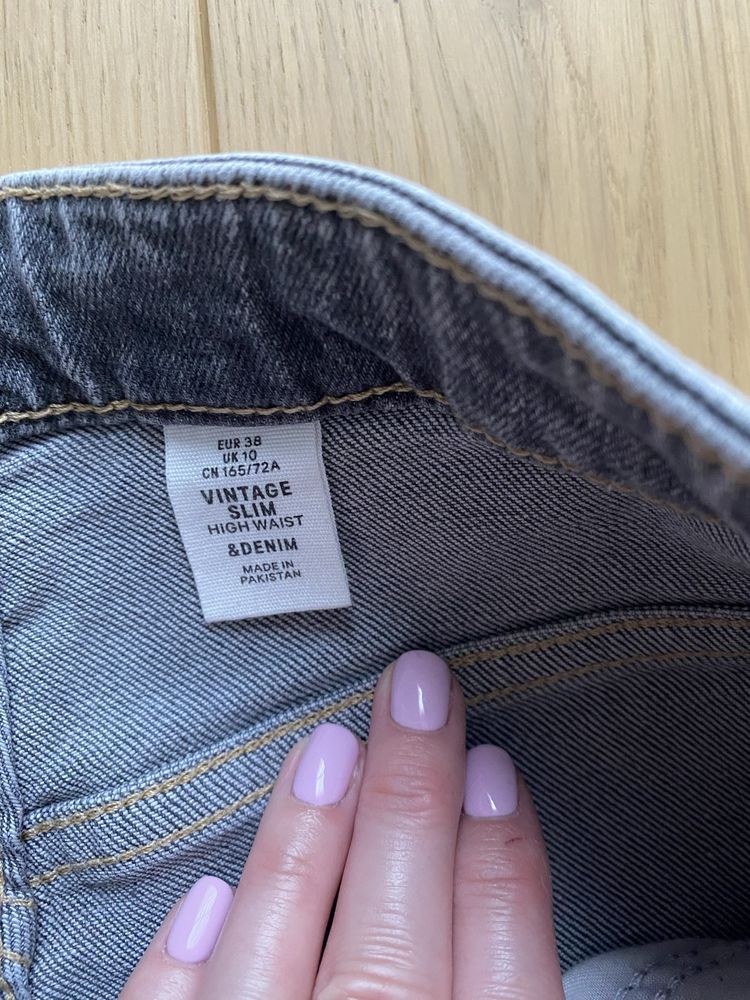 EUR 38
UK 10
CN 165/72A
VINTAGE
SLIM
HIGH WAIST
&DENIM
MADE IN
PAKISTAN